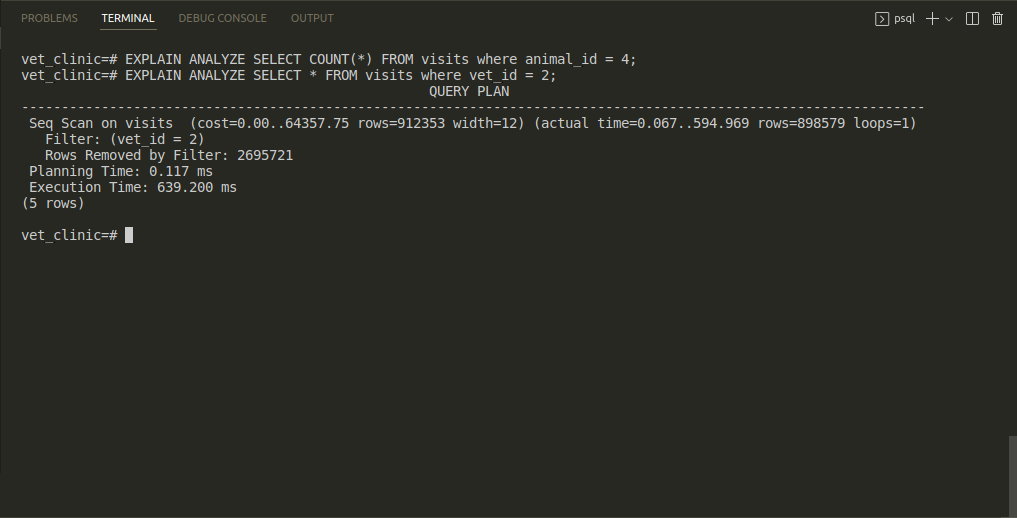 PROBLEMS TERMINAL DEBUG CONSOLE OUTPUT psql
vet_clinic=# EXPLAIN ANALYZE SELECT COUNT(*) FROM visits where animal_id = 4;
vet_clinic=# EXPLAIN ANALYZE SELECT * FROM visits where vet_id = 2;
QUERY PLAN
-----------------------------------------------------------------------------------------------------------------
Seq Scan on visits  (cost=0.00..64357.75 rows=912353 width=12) (actual time=0.067..594.969 rows=898579 loops=1)
Filter: (vet_id = 2)
Rows Removed by Filter: 2695721
Planning Time: 0.117 ms
Execution Time: 639.200 ms
(5 rows)
vet_clinic=#